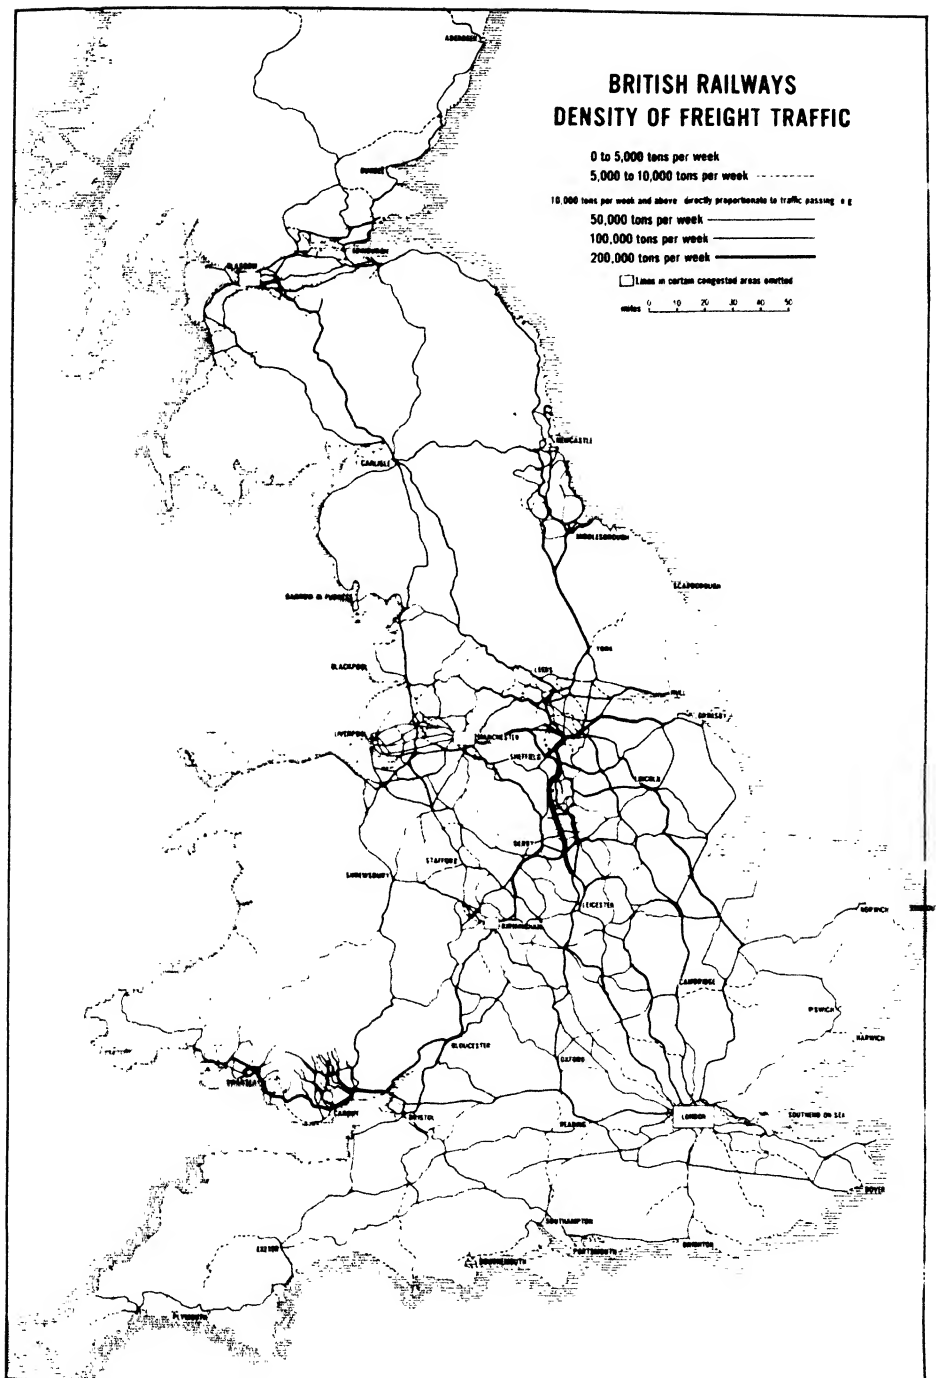 ABERDEEN
BRITISH RAILWAYS
DENSITY OF FREIGHT TRAFFIC
0 to 5,000 tons per week
5,000 to 10,000 tons per week
10,000 tons per week and above directly proportionate to traffic passing e g
50,000 tons per week
100,000 tons per week
200,000 tons per week
Lines in certain congested areas omitted
miles 0 10 20 30 40 50
DUNDEE
EDINBURGH
GLASGOW
NEWCASTLE
CARLISLE
MIDDLESBOROUGH
SCARBOROUGH
BARROW IN FURNESS
YORK
BLACKPOOL
LEEDS
HULL
GRIMSBY
LIVERPOOL
MANCHESTER
SHEFFIELD
LINCOLN
DERBY
STAFFORD
SHREWSBURY
LEICESTER
NORWICH
BIRMINGHAM
CAMBRIDGE
IPSWICH
HARWICH
GLOUCESTER
OXFORD
SWANSEA
CARDIFF
BRISTOL
READING
LONDON
SOUTHEND ON SEA
DOVER
SOUTHAMPTON
EXETER
BOURNEMOUTH
PORTSMOUTH
BRIGHTON
PLYMOUTH